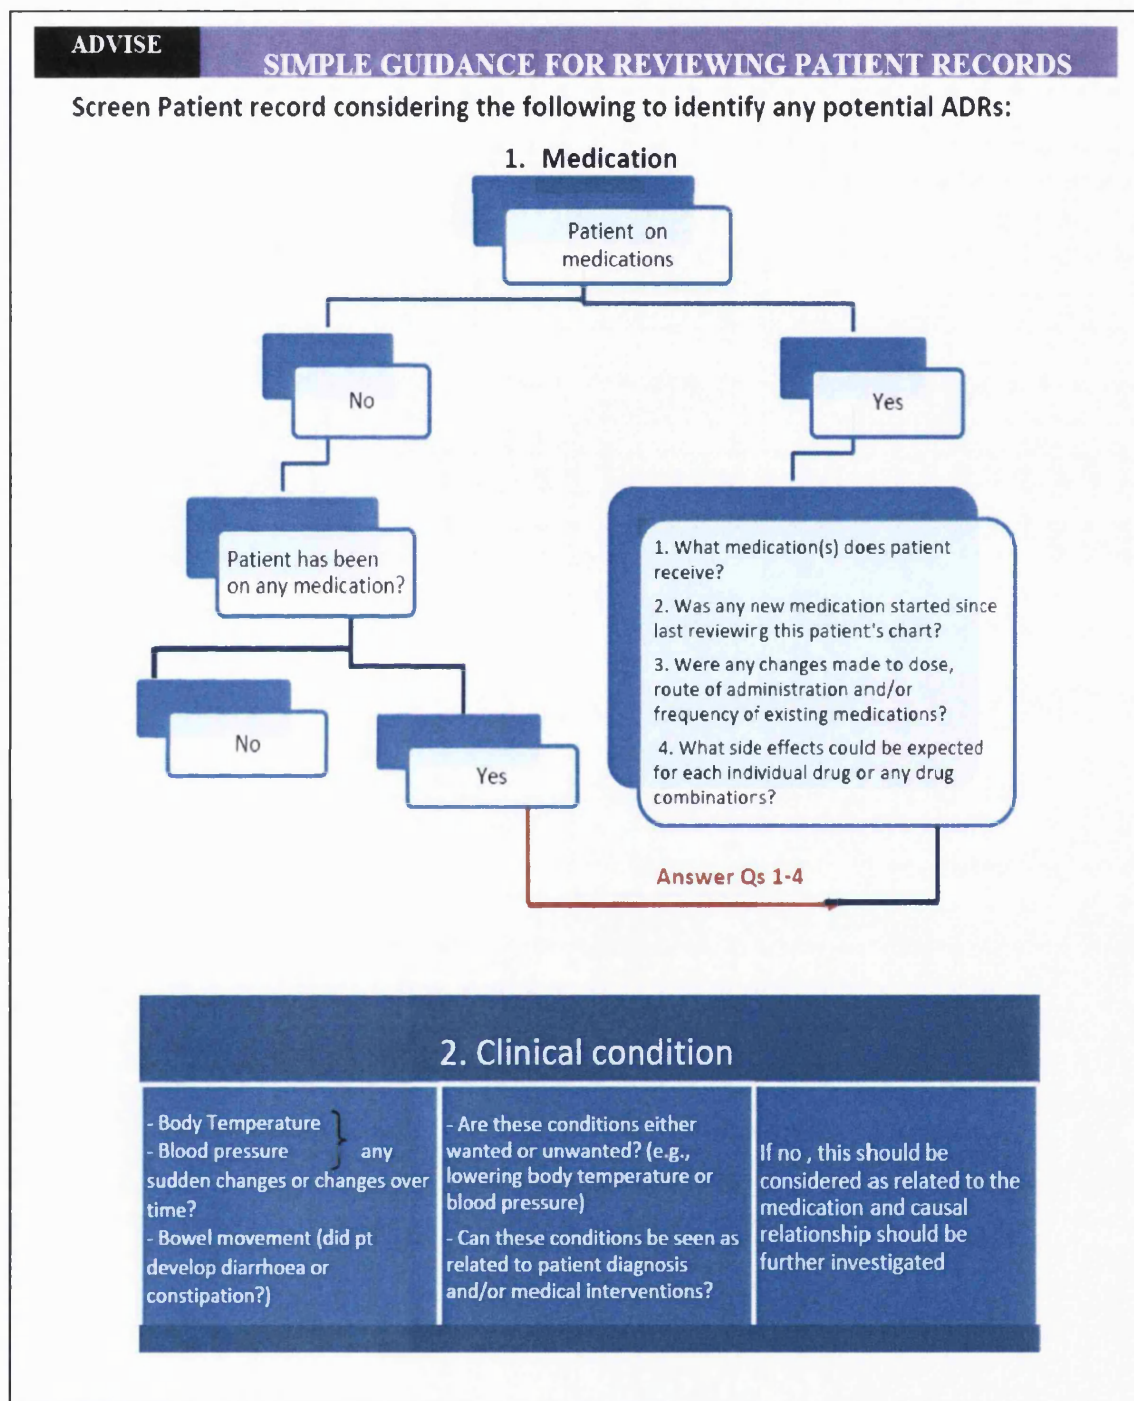 ADVISE
SIMPLE GUIDANCE FOR REVIEWING PATIENT RECORDS
Screen Patient record considering the following to identify any potential ADRs:
1. Medication
Patient on
medications
No
Yes
Patient has been
on any medication?
No
Yes
1. What medication(s) does patient
receive?
2. Was any new medication started since
last reviewirg this patient's chart?
3. Were any changes made to dose,
route of administration and/or
frequency of existing medications?
4. What side effects could be expected
for each individual drug or any drug
combinatiors?
Answer Qs 1-4
2. Clinical condition
- Body Temperature
- Blood pressure } any
sudden changes or changes over
time?
- Bowel movement (did pt
develop diarrhoea or
constipation?)
- Are these conditions either
wanted or unwanted? (e.g.,
lowering body temperature or
blood pressure)
- Can these conditions be seen as
related to patient diagnosis
and/or medical interventions?
If no , this should be
considered as related to the
medication and causal
relationship should be
further investigated